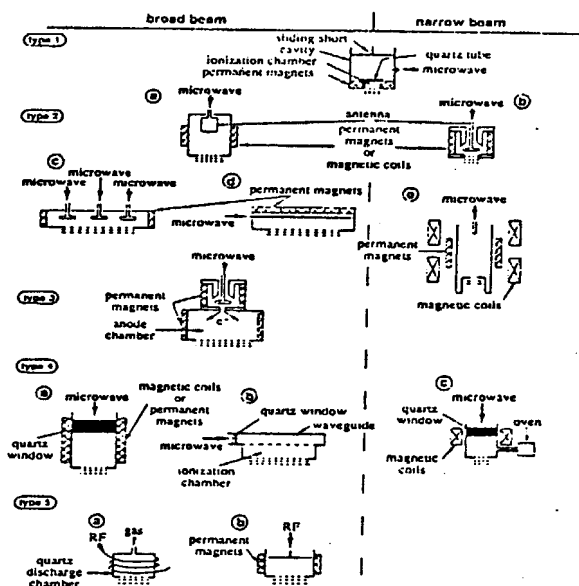 broad beam
narrow beam
type 1
sliding short
cavity
ionization chamber
permanent magnets
quartz tube
microwave
type 2
a
microwave
antenna
permanent
magnets
or
magnetic coils
b
microwave
c
microwave
microwave
microwave
d
permanent magnets
microwave
e
microwave
permanent
magnets
magnetic coils
type 3
microwave
permanent
magnets
anode
chamber
e-
type 4
a
microwave
magnetic coils
or
permanent
magnets
quartz
window
b
quartz window
waveguide
microwave
ionization
chamber
c
microwave
quartz
window
oven
magnetic
coils
type 5
a
RF
gas
quartz
discharge
chamber
b
RF
permanent
magnets